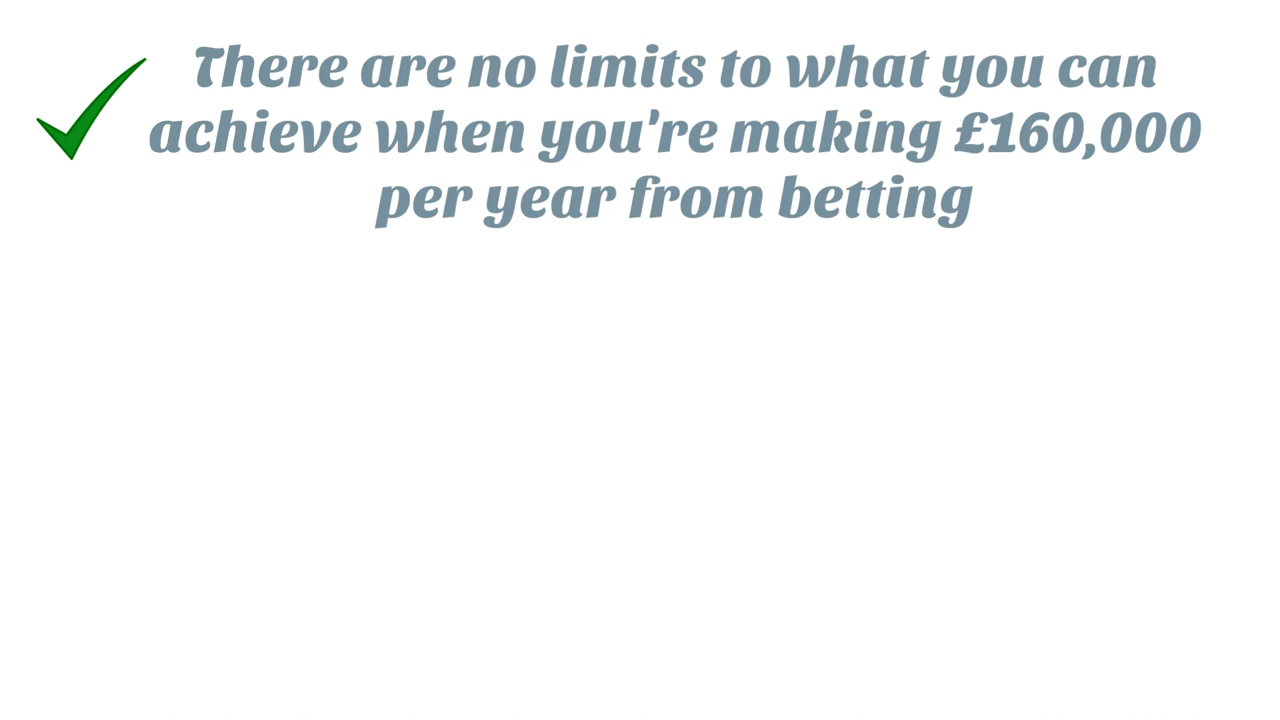 There are no limits to what you can
achieve when you're making £160,000
per year from betting